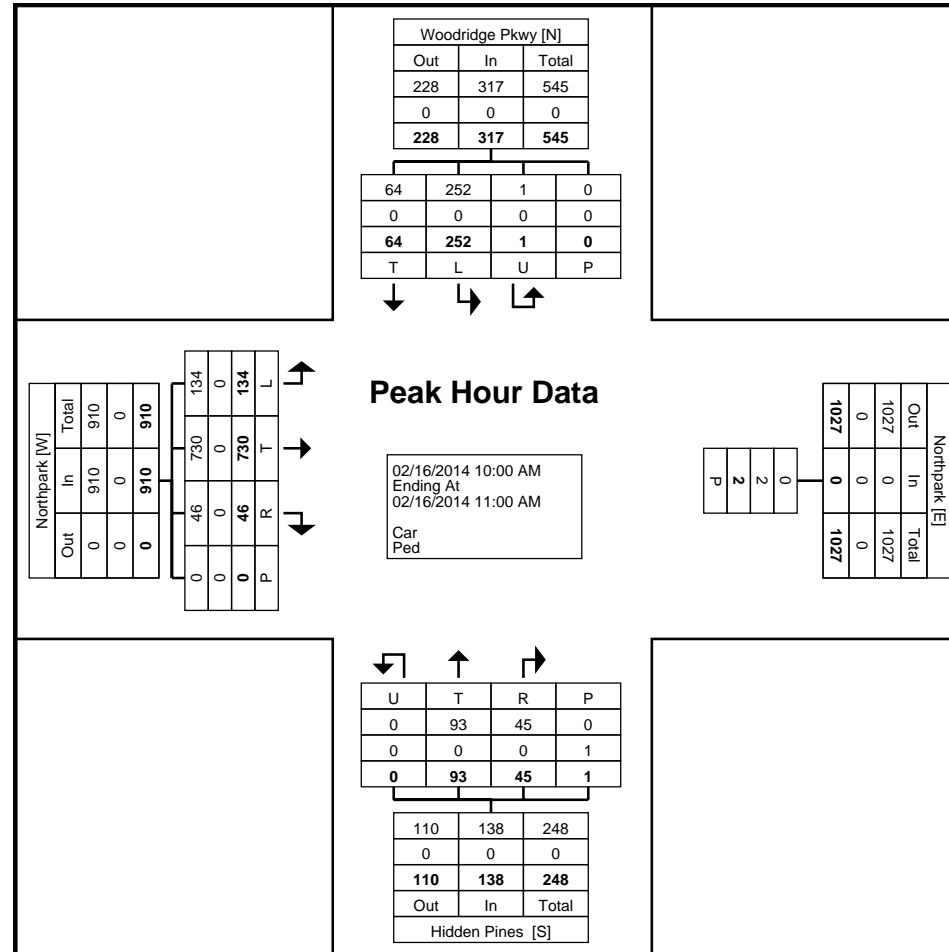 Woodridge Pkwy [N]
Out In Total
228 317 545
0 0 0
228 317 545
64 252 1 0
0 0 0 0
64 252 1 0
T L U P
Peak Hour Data
02/16/2014 10:00 AM
Ending At
02/16/2014 11:00 AM
Car
Ped
Northpark [W]
Out In Total
0 910 910
0 0 0
0 910 910
134 730 46 0
0 0 0 0
134 730 46 0
L T R P
Northpark [E]
Out In Total
1027 0 1027
0 0 0
1027 0 1027
0
2
2
P
U T R P
0 93 45 0
0 0 0 1
0 93 45 1
110 138 248
0 0 0
110 138 248
Out In Total
Hidden Pines [S]